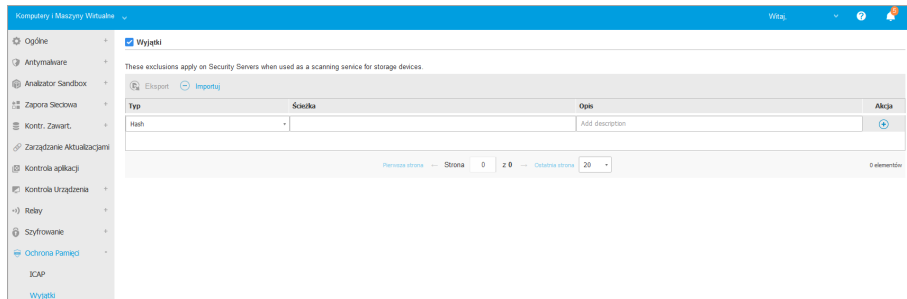 Komputery i Maszyny Wirtualne
Witaj,
5
Ogólne +
Antymalware +
Analizator Sandbox +
Zapora Sieciowa +
Kontr. Zawart. +
Zarządzanie Aktualizacjami
Kontrola aplikacji
Kontrola Urządzenia +
Relay +
Szyfrowanie +
Ochrona Pamięci -
ICAP
Wyjątki
Wyjątki
These exclusions apply on Security Servers when used as a scanning service for storage devices.
Eksport Importuj
Typ Ścieżka Opis Akcja
Hash Add description
Pierwsza strona ← Strona 0 z 0 → Ostatnia strona 20 0 elementów